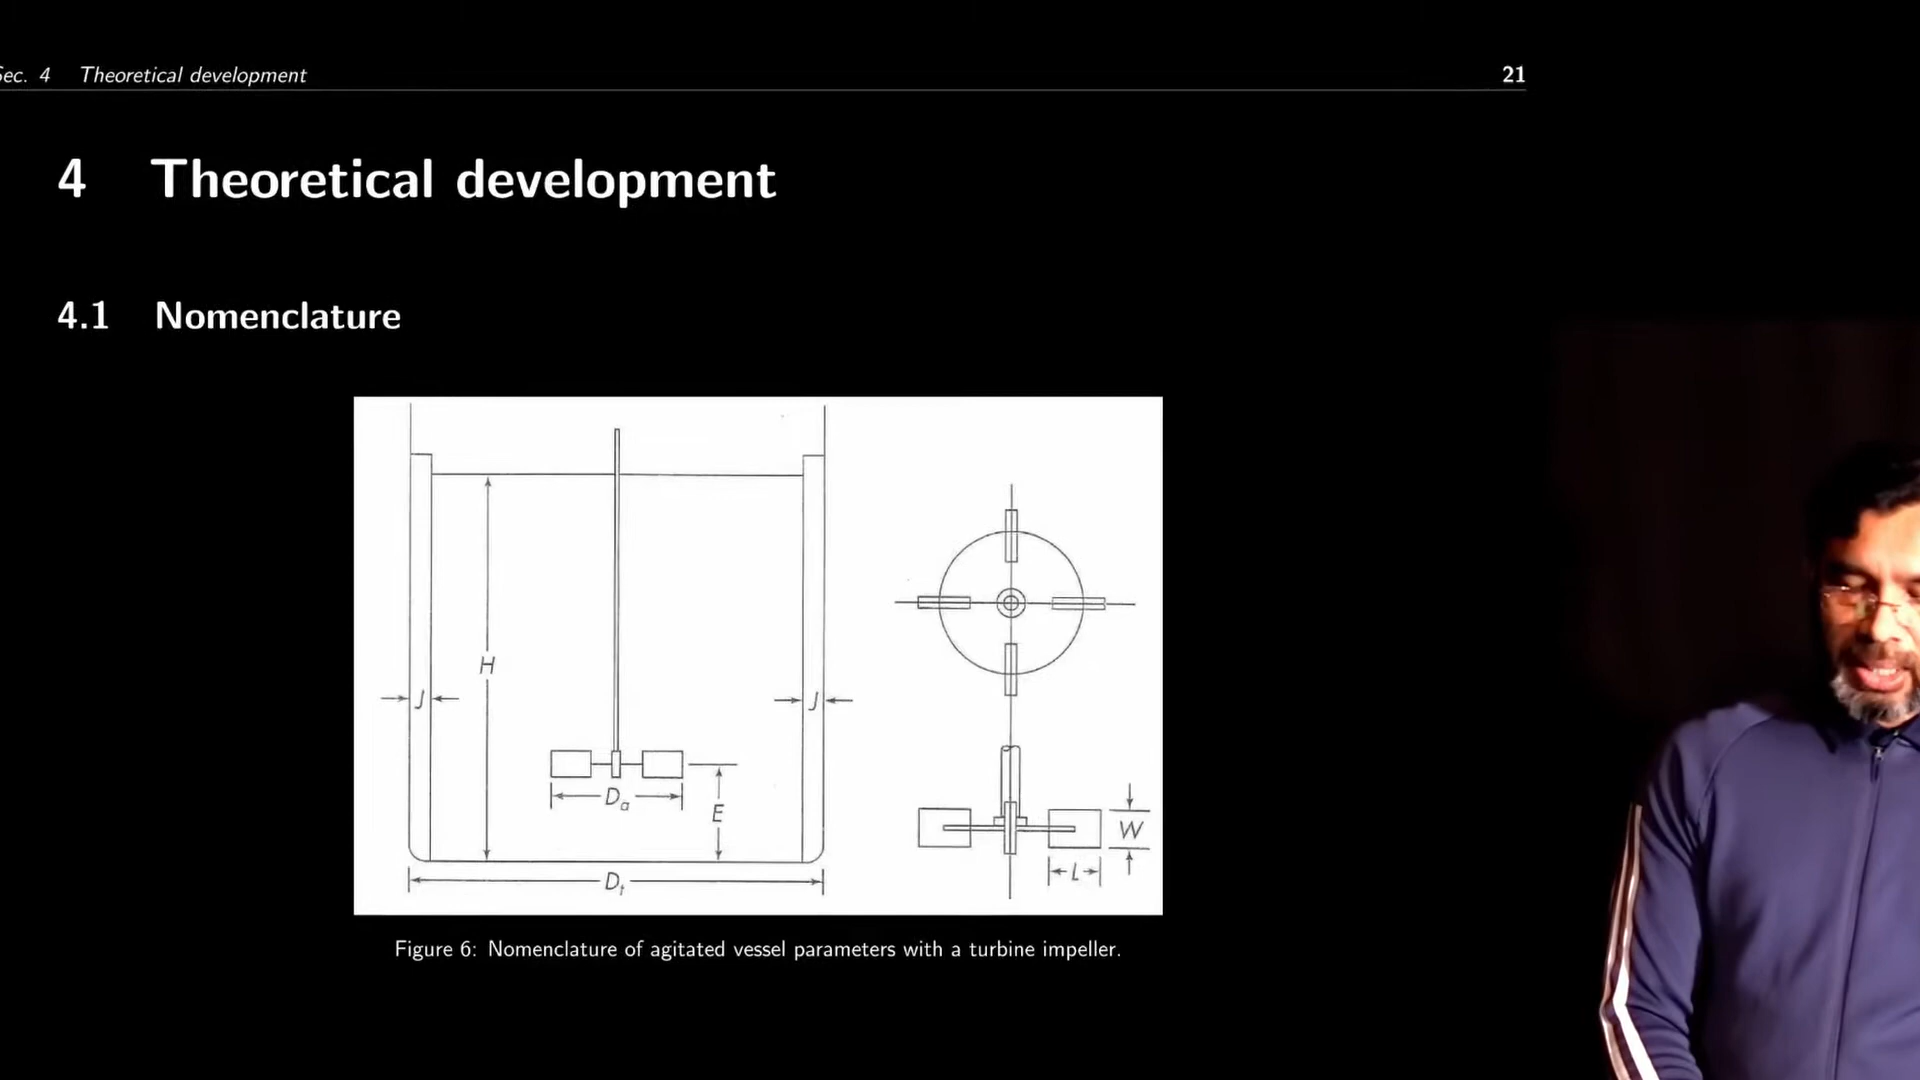 Sec. 4 Theoretical development 21
4 Theoretical development
4.1 Nomenclature
H
J
J
Da
E
Dt
W
L
Figure 6: Nomenclature of agitated vessel parameters with a turbine impeller.